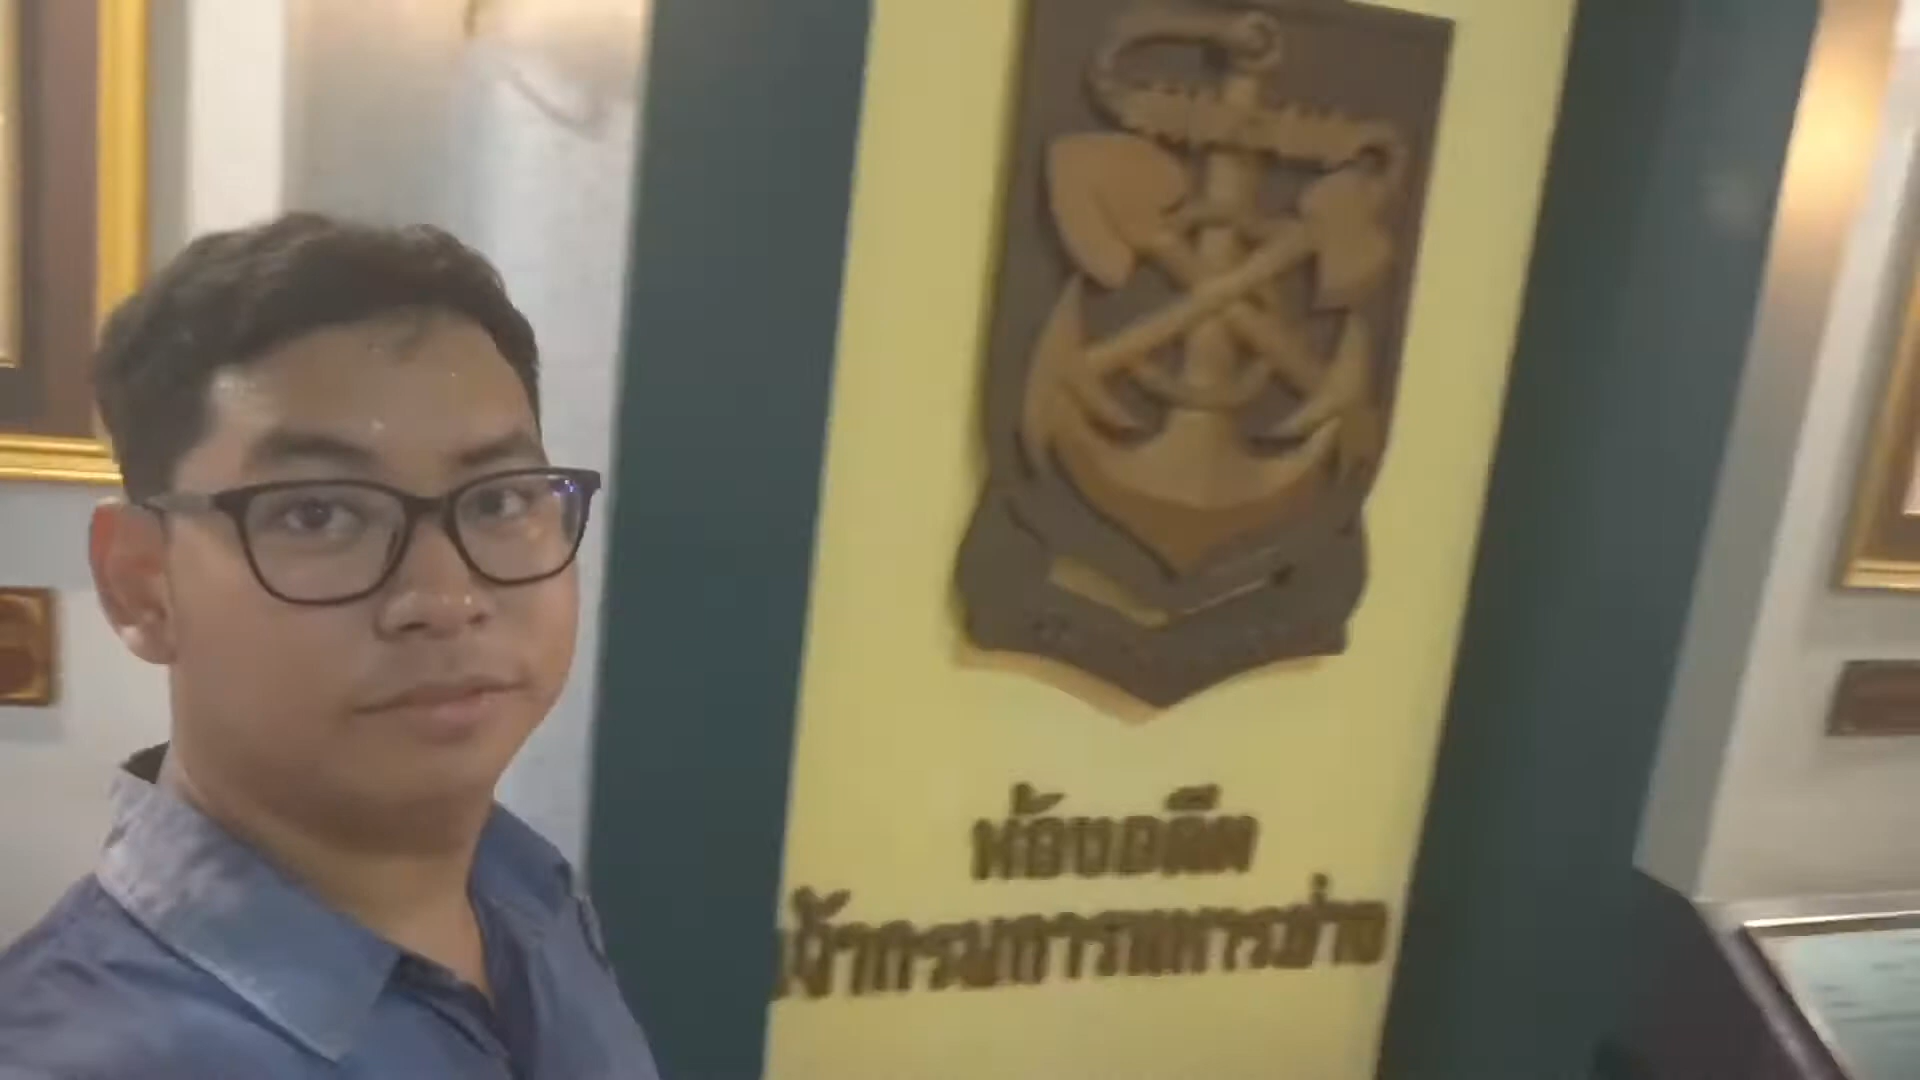 ห้องอดีต
เจ้ากรมการทหารช่าง